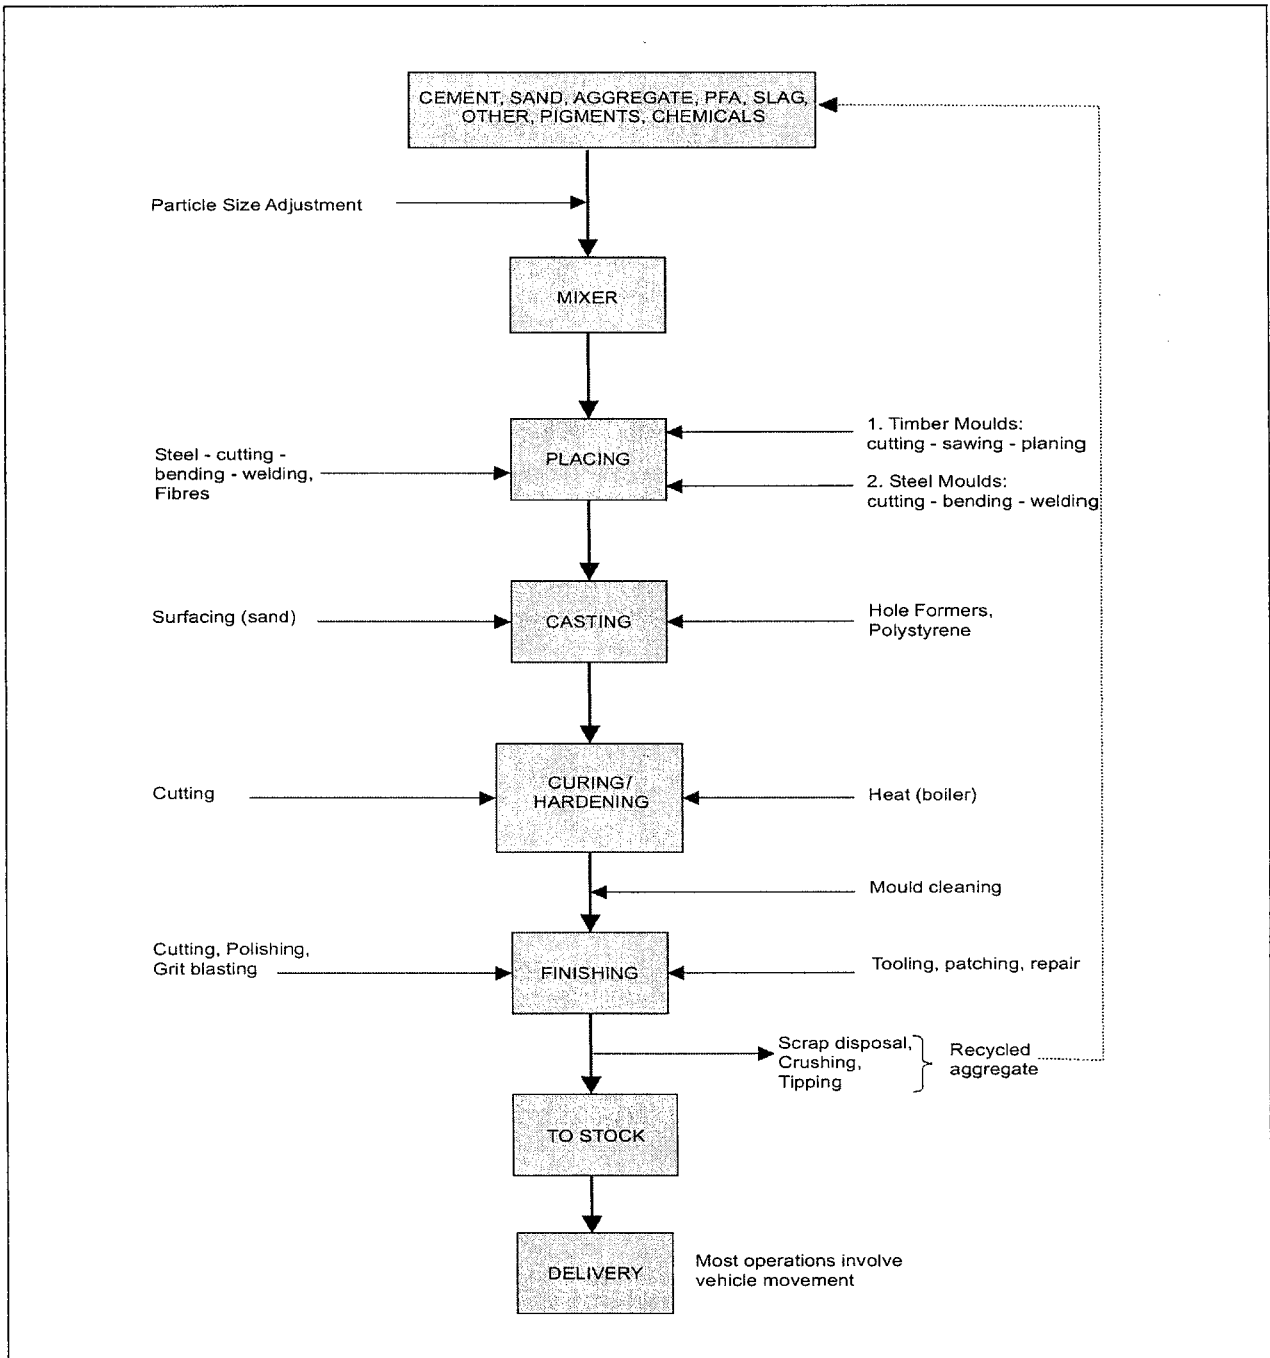 CEMENT, SAND, AGGREGATE, PFA, SLAG,
OTHER, PIGMENTS, CHEMICALS
Particle Size Adjustment
MIXER
1. Timber Moulds:
cutting - sawing - planing
Steel - cutting -
bending - welding,
Fibres
PLACING
2. Steel Moulds:
cutting - bending - welding
Surfacing (sand)
CASTING
Hole Formers,
Polystyrene
Cutting
CURING/
HARDENING
Heat (boiler)
Mould cleaning
Cutting, Polishing,
Grit blasting
FINISHING
Tooling, patching, repair
Scrap disposal,
Crushing,
Tipping
Recycled
aggregate
TO STOCK
DELIVERY
Most operations involve
vehicle movement